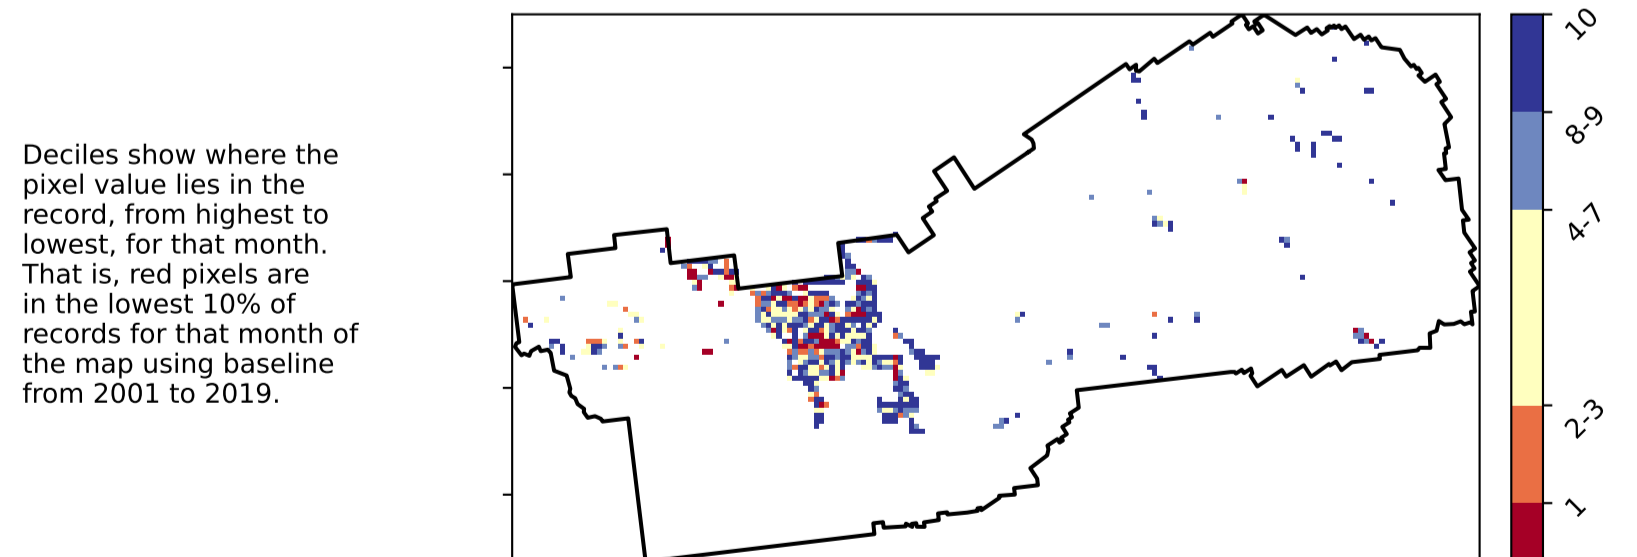 Deciles show where the
pixel value lies in the
record, from highest to
lowest, for that month.
That is, red pixels are
in the lowest 10% of
records for that month of
the map using baseline
from 2001 to 2019.
10
8-9
4-7
2-3
1